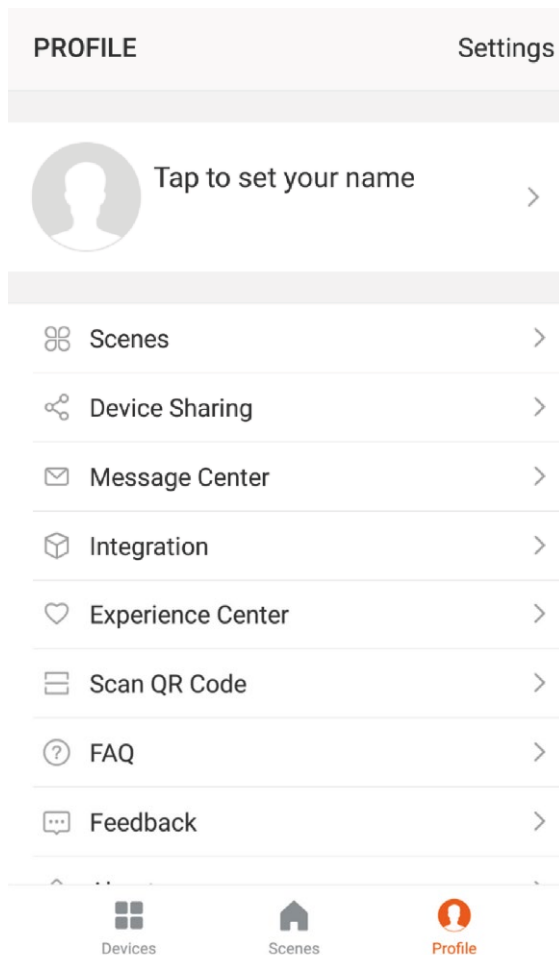 PROFILE Settings
Tap to set your name
Scenes
Device Sharing
Message Center
Integration
Experience Center
Scan QR Code
FAQ
Feedback
Devices Scenes Profile